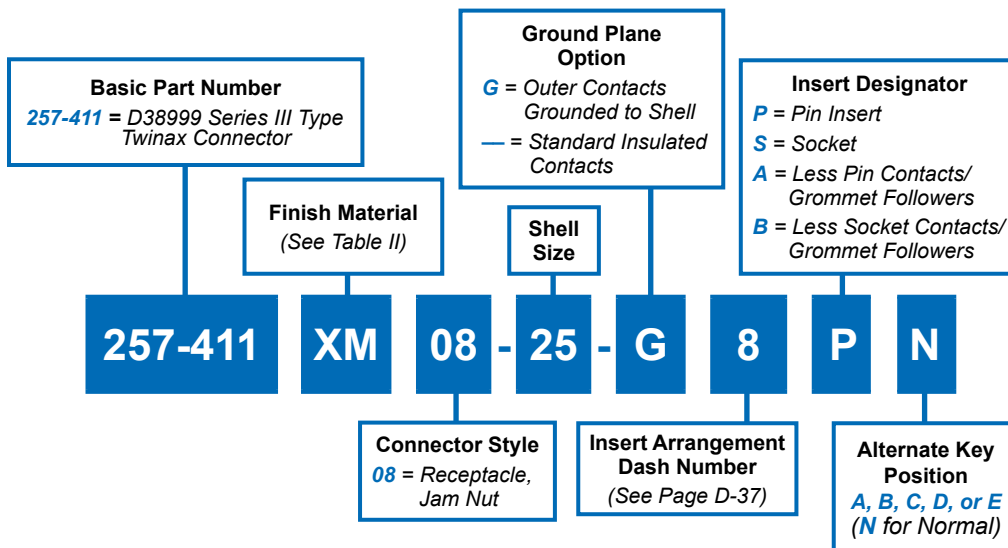 Basic Part Number
257-411 = D38999 Series III Type
Twinax Connector
Finish Material
(See Table II)
Ground Plane
Option
G = Outer Contacts
Grounded to Shell
— = Standard Insulated
Contacts
Shell
Size
Insert Designator
P = Pin Insert
S = Socket
A = Less Pin Contacts/
Grommet Followers
B = Less Socket Contacts/
Grommet Followers
257-411 XM 08 - 25 - G 8 P N
Connector Style
08 = Receptacle,
Jam Nut
Insert Arrangement
Dash Number
(See Page D-37)
Alternate Key
Position
A, B, C, D, or E
(N for Normal)